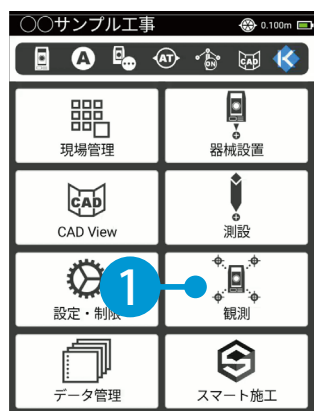 ○○サンプル工事 0.100m
A AT ON CAD
現場管理 器械設置
CAD
CAD View 測設
設定・制限 1 観測
データ管理 スマート施工